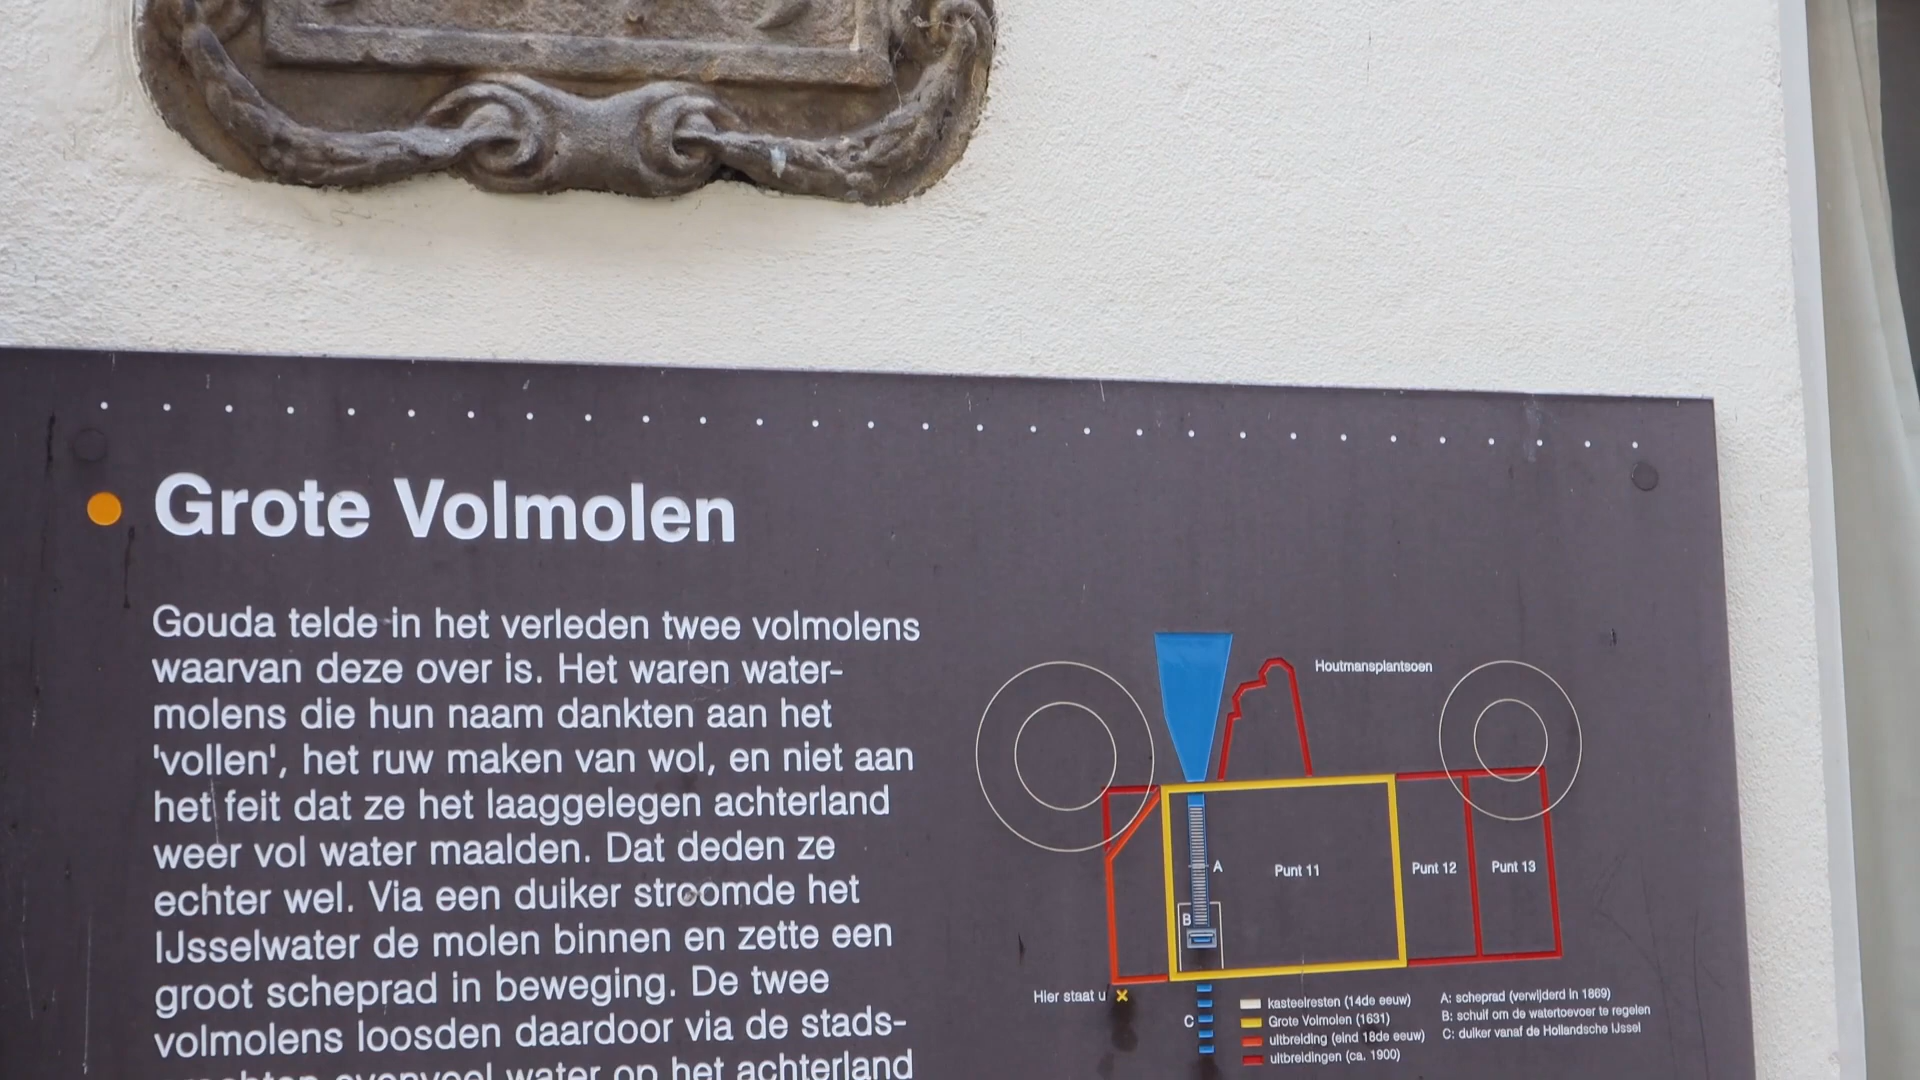 Grote Volmolen
Gouda telde in het verleden twee volmolens
waarvan deze over is. Het waren water-
molens die hun naam dankten aan het
'vollen', het ruw maken van wol, en niet aan
het feit dat ze het laaggelegen achterland
weer vol water maalden. Dat deden ze
echter wel. Via een duiker stroomde het
IJsselwater de molen binnen en zette een
groot scheprad in beweging. De twee
volmolens loosden daardoor via de stads-
evenveel water op het achterland
Houtmansplantsoen
A
Punt 11
Punt 12
Punt 13
B
Hier staat u
C
kasteelresten (14de eeuw)
Grote Volmolen (1631)
uitbreiding (eind 18de eeuw)
uitbreidingen (ca. 1900)
A: scheprad (verwijderd in 1869)
B: schuif om de watertoevoer te regelen
C: duiker vanaf de Hollandsche IJssel